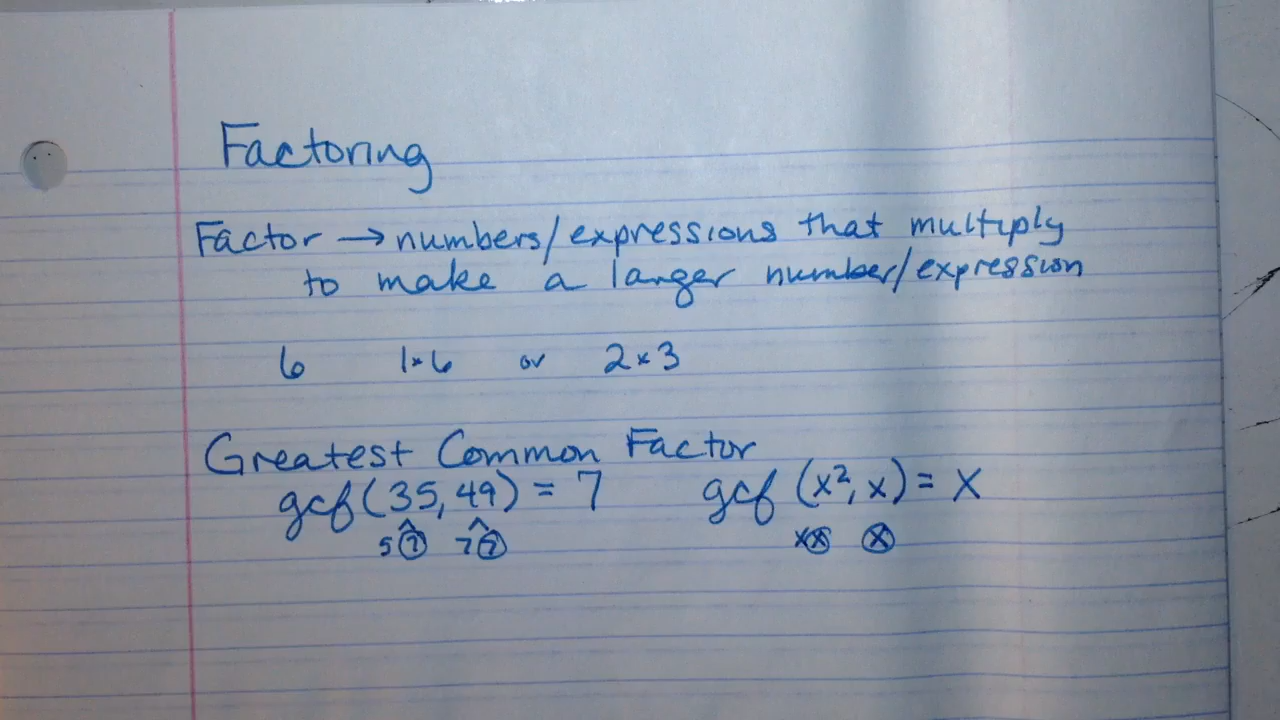 Factoring
Factor → numbers/expressions that multiply
to make a larger number/expression
6 1×6 or 2×3
Greatest Common Factor
gcf(35, 49) = 7 gcf (x², x) = x
5 7 7 7 x x x